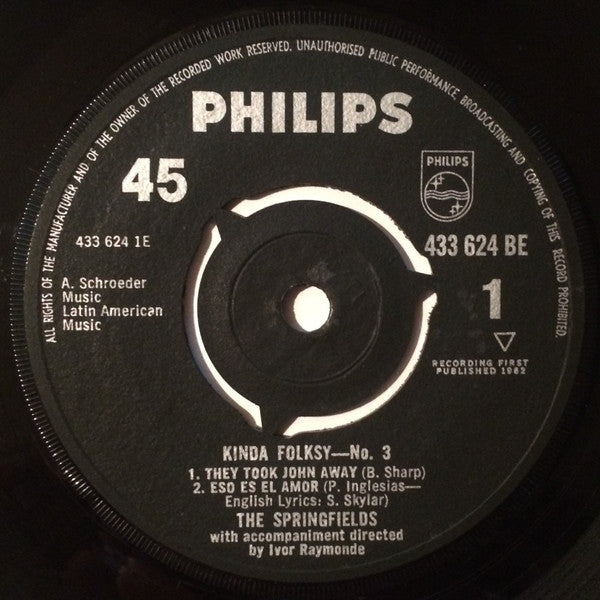 ALL RIGHTS OF THE MANUFACTURER AND OF THE OWNER OF THE RECORDED WORK RESERVED. UNAUTHORISED PUBLIC PERFORMANCE BROADCASTING AND COPYING OF THIS RECORD PROHIBITED.
PHILIPS
45
PHILIPS
433 624 1E
433 624 BE
A. Schroeder
Music
Latin American
Music
1
RECORDING FIRST
PUBLISHED 1962
KINDA FOLKSY—No. 3
1. THEY TOOK JOHN AWAY (B. Sharp)
2. ESO ES EL AMOR (P. Inglesias—
English Lyrics: S. Skylar)
THE SPRINGFIELDS
with accompaniment directed
by Ivor Raymonde